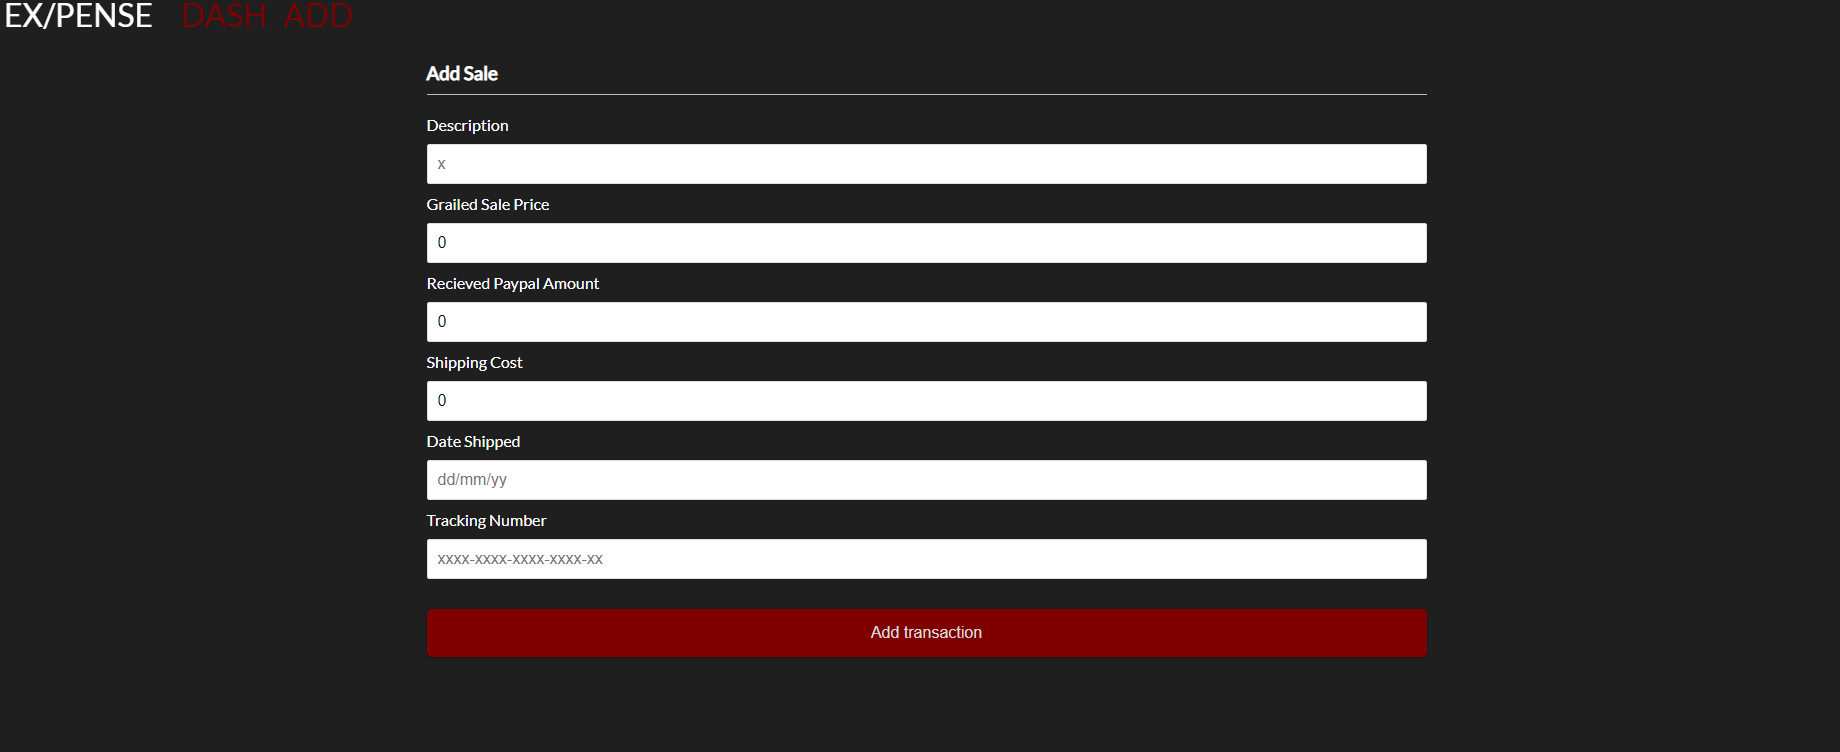 EX/PENSE DASH ADD
Add Sale
Description
x
Grailed Sale Price
0
Recieved Paypal Amount
0
Shipping Cost
0
Date Shipped
dd/mm/yy
Tracking Number
xxxx-xxxx-xxxx-xxxx-xx
Add transaction